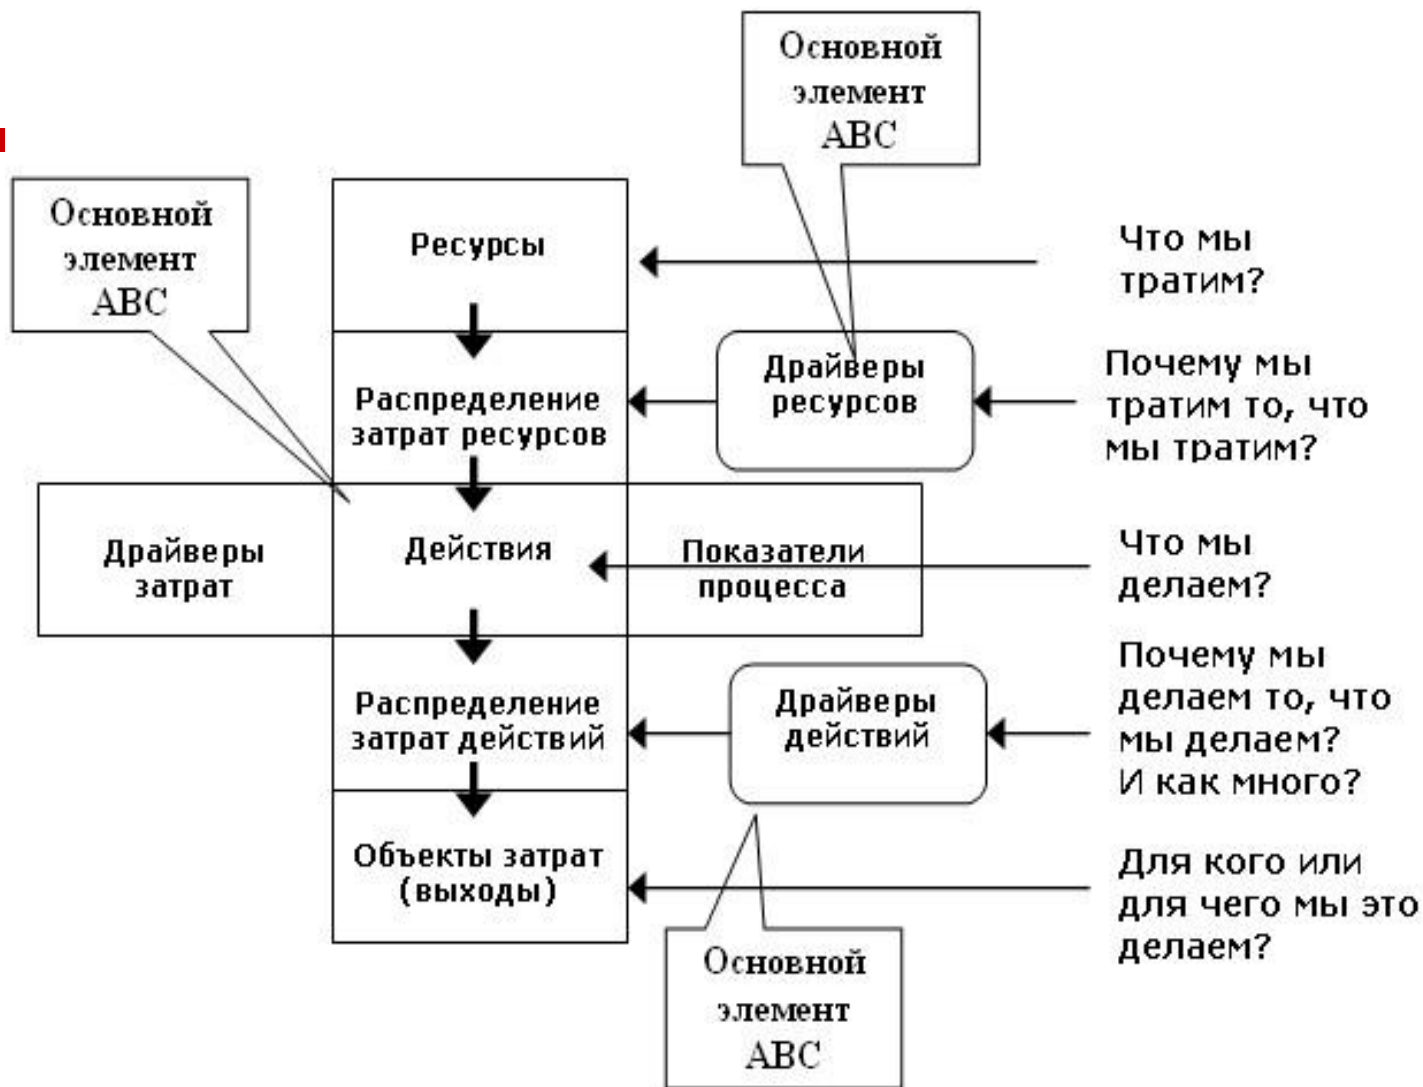 Основной
элемент
ABC
Основной
элемент
ABC
Ресурсы
Что мы
тратим?
Распределение
затрат ресурсов
Драйверы
ресурсов
Почему мы
тратим то, что
мы тратим?
Драйверы
затрат
Действия
Показатели
процесса
Что мы
делаем?
Распределение
затрат действий
Драйверы
действий
Почему мы
делаем то, что
мы делаем?
И как много?
Объекты затрат
(выходы)
Для кого или
для чего мы это
делаем?
Основной
элемент
ABC